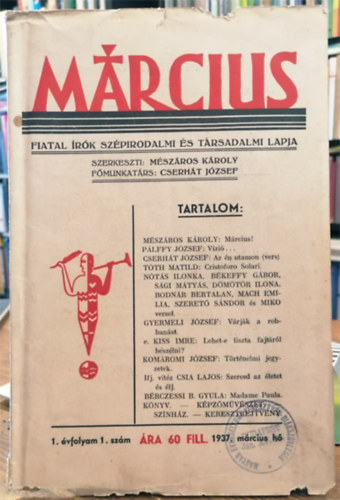 MÁRCIUS
FIATAL ÍRÓK SZÉPIRODALMI ÉS TÁRSADALMI LAPJA
SZERKESZTI: MÉSZÁROS KÁROLY
FŐMUNKATÁRS: CSERHÁT JÓZSEF
TARTALOM:
MÉSZÁROS KÁROLY: Március!
PÁLFFY JÓZSEF: Vízió...
CSERHÁT JÓZSEF: Az én utamon (vers)
TÓTH MATILD: Cristoforo Solari.
NÓTÁS ILONKA, BÉKEFFY GÁBOR,
SÁGI MÁTYÁS, DÖMÖTÖR ILONA,
BODNÁR BERTALAN, MACH EMI-
LIA, SZERETŐ SÁNDOR és MIKO
versei.
GYERMELI JÓZSEF: Várják a refo-
budost.
e. KISS IMRE: Lehet-e tiszta fajtáról
beszélni?
KOMÁROMI JÓZSEF: Történelmi jegy-
zetek.
Ifj. vitéz CSIA LAJOS: Szeresd az életet
és élj.
BÉRCZESSI B. GYULA: Madame Paula.
KÖNYV. — KÉPZŐMŰVÉSZET
SZÍNHÁZ. — KERESZTREJTVÉNY
1. évfolyam 1. szám ÁRA 60 FILL. 1937. március hó